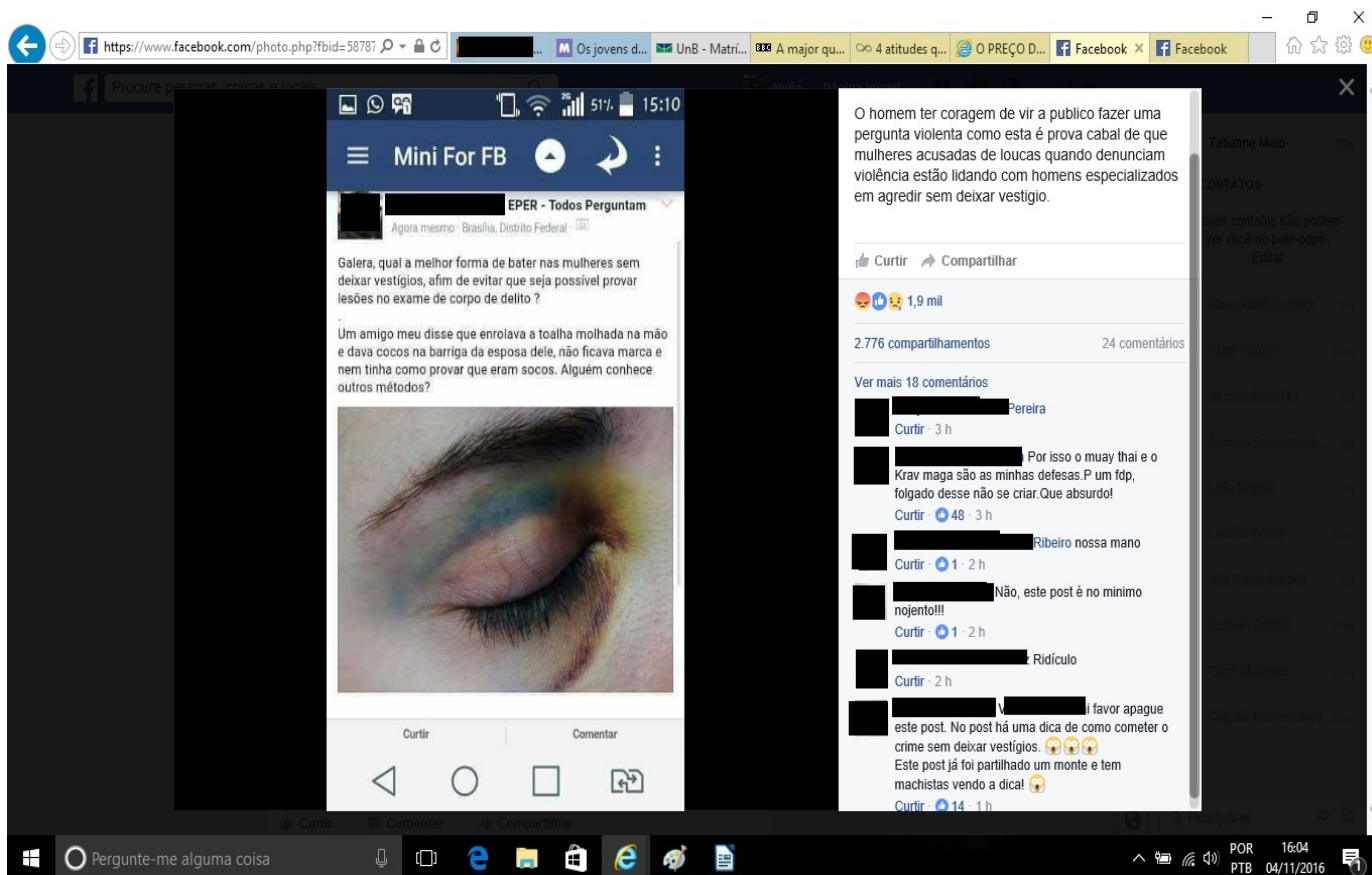 https://www.facebook.com/photo.php?fbid=58787
...
Os jovens d...
UnB - Matrí...
A major qu...
4 atitudes q...
O PREÇO D...
Facebook
Facebook
Procure pessoas, coisas e locais
51% 15:10
Mini For FB
EPER - Todos Perguntam
Agora mesmo · Brasília, Distrito Federal ·
Galera, qual a melhor forma de bater nas mulheres sem
deixar vestígios, afim de evitar que seja possível provar
lesões no exame de corpo de delito ?
.
Um amigo meu disse que enrolava a toalha molhada na mão
e dava cocos na barriga da esposa dele, não ficava marca e
nem tinha como provar que eram socos. Alguém conhece
outros métodos?
Curtir Comentar
O homem ter coragem de vir a publico fazer uma
pergunta violenta como esta é prova cabal de que
mulheres acusadas de loucas quando denunciam
violência estão lidando com homens especializados
em agredir sem deixar vestigio.
Curtir Compartilhar
1,9 mil
2.776 compartilhamentos 24 comentários
Ver mais 18 comentários
Pereira
Curtir · 3 h
Por isso o muay thai e o
Krav maga são as minhas defesas.P um fdp,
folgado desse não se criar.Que absurdo!
Curtir · 48 · 3 h
Ribeiro nossa mano
Curtir · 1 · 2 h
Não, este post é no minimo
nojento!!!
Curtir · 1 · 2 h
Ridículo
Curtir · 2 h
favor apague
este post. No post há uma dica de como cometer o
crime sem deixar vestígios.
Este post já foi partilhado um monte e tem
machistas vendo a dica!
Curtir · 14 · 1 h
Tatianne Melo
CONTATOS
Esses contatos não podem
ver você no bate-papo.
Editar
Curtir Comentar Compartilhar
Pesquisar
Pergunte-me alguma coisa
POR
PTB
16:04
04/11/2016